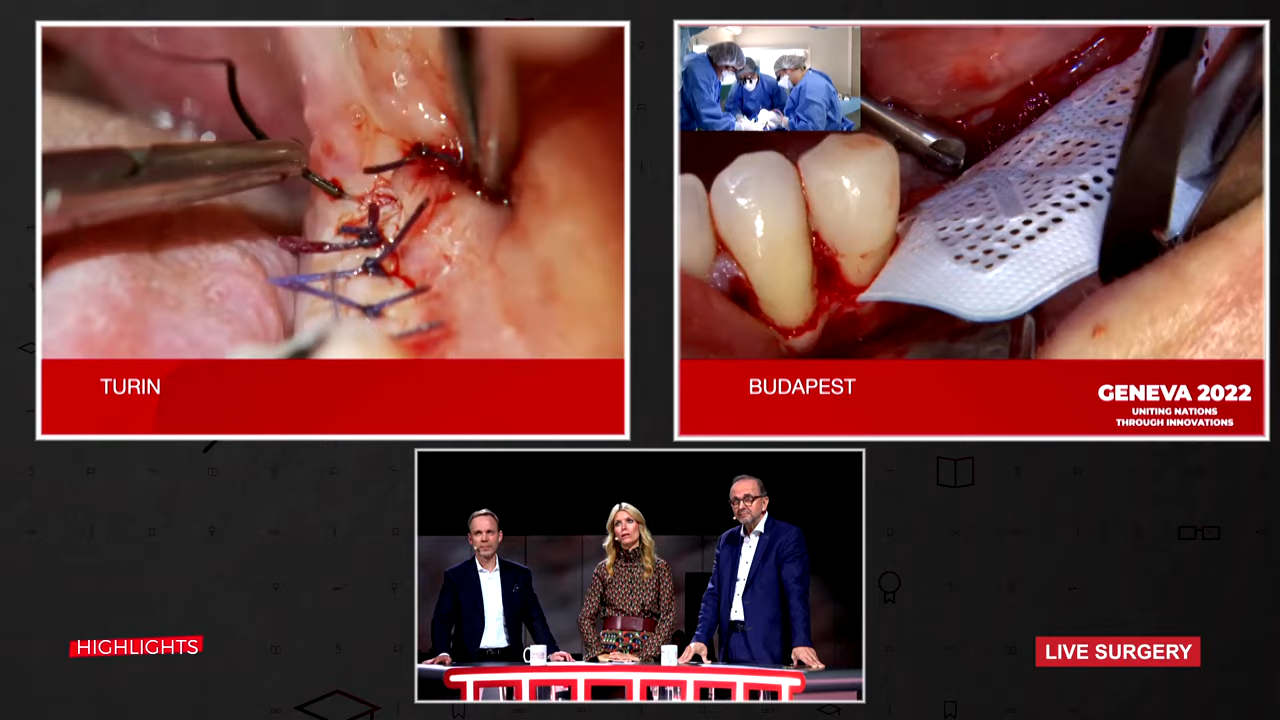 TURIN
BUDAPEST
GENEVA 2022
UNITING NATIONS
THROUGH INNOVATIONS
HIGHLIGHTS
LIVE SURGERY